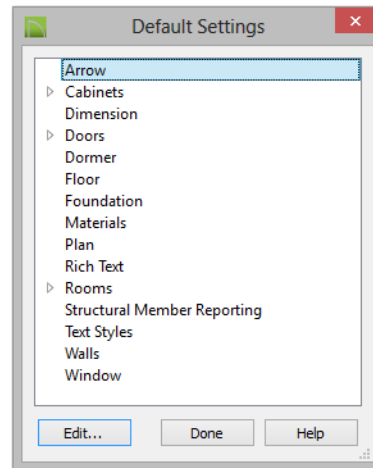 Default Settings
Arrow
Cabinets
Dimension
Doors
Dormer
Floor
Foundation
Materials
Plan
Rich Text
Rooms
Structural Member Reporting
Text Styles
Walls
Window
Edit... Done Help